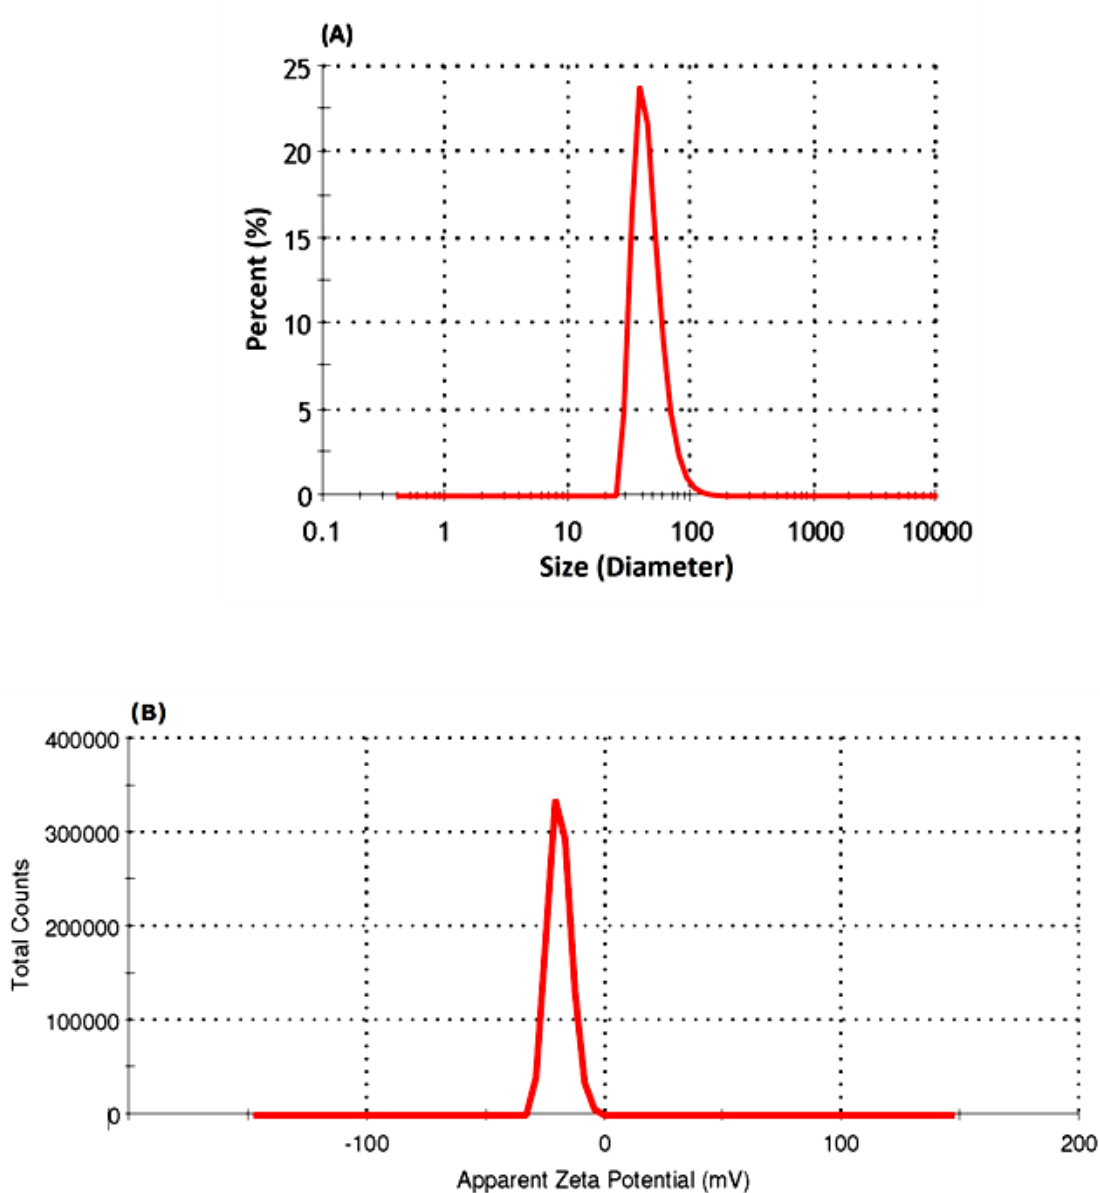 (A)
Percent (%)
25
20
15
10
5
0
0.1 1 10 100 1000 10000
Size (Diameter)
(B)
Total Counts
400000
300000
200000
100000
0
-100 0 100 200
Apparent Zeta Potential (mV)